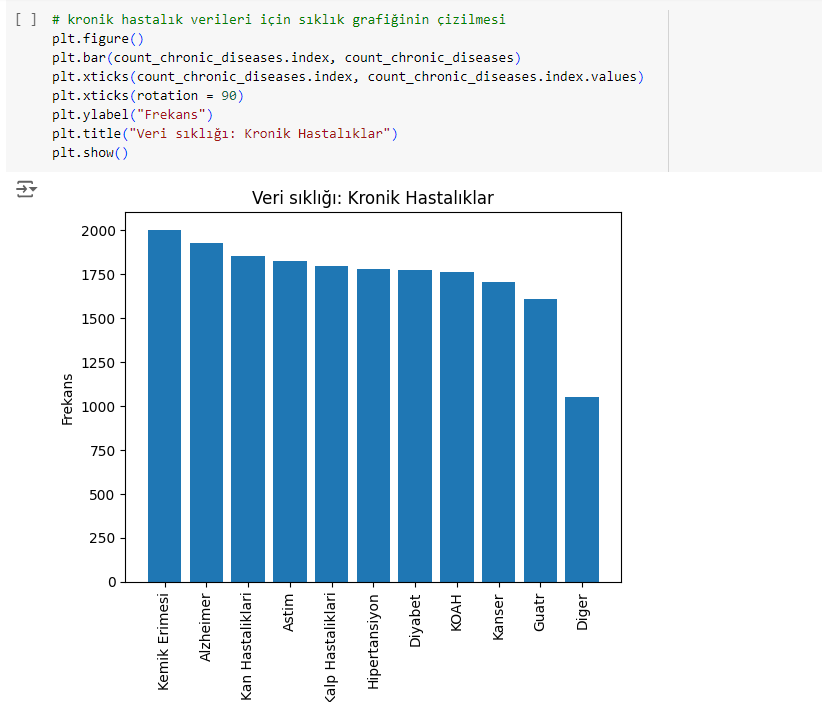 [ ] # kronik hastalık verileri için sıklık grafiğinin çizilmesi
plt.figure()
plt.bar(count_chronic_diseases.index, count_chronic_diseases)
plt.xticks(count_chronic_diseases.index, count_chronic_diseases.index.values)
plt.xticks(rotation = 90)
plt.ylabel("Frekans")
plt.title("Veri sıklığı: Kronik Hastalıklar")
plt.show()
Veri sıklığı: Kronik Hastalıklar
2000
1750
1500
1250
1000
750
500
250
0
Frekans
Kemik Erimesi
Alzheimer
Kan Hastaliklari
Astim
Kalp Hastaliklari
Hipertansiyon
Diyabet
KOAH
Kanser
Guatr
Diger